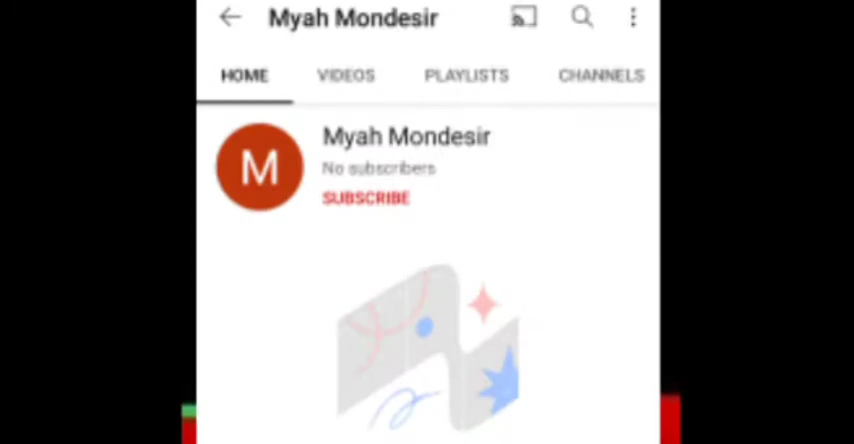 Myah Mondesir
HOME VIDEOS PLAYLISTS CHANNELS
M
Myah Mondesir
No subscribers
SUBSCRIBE